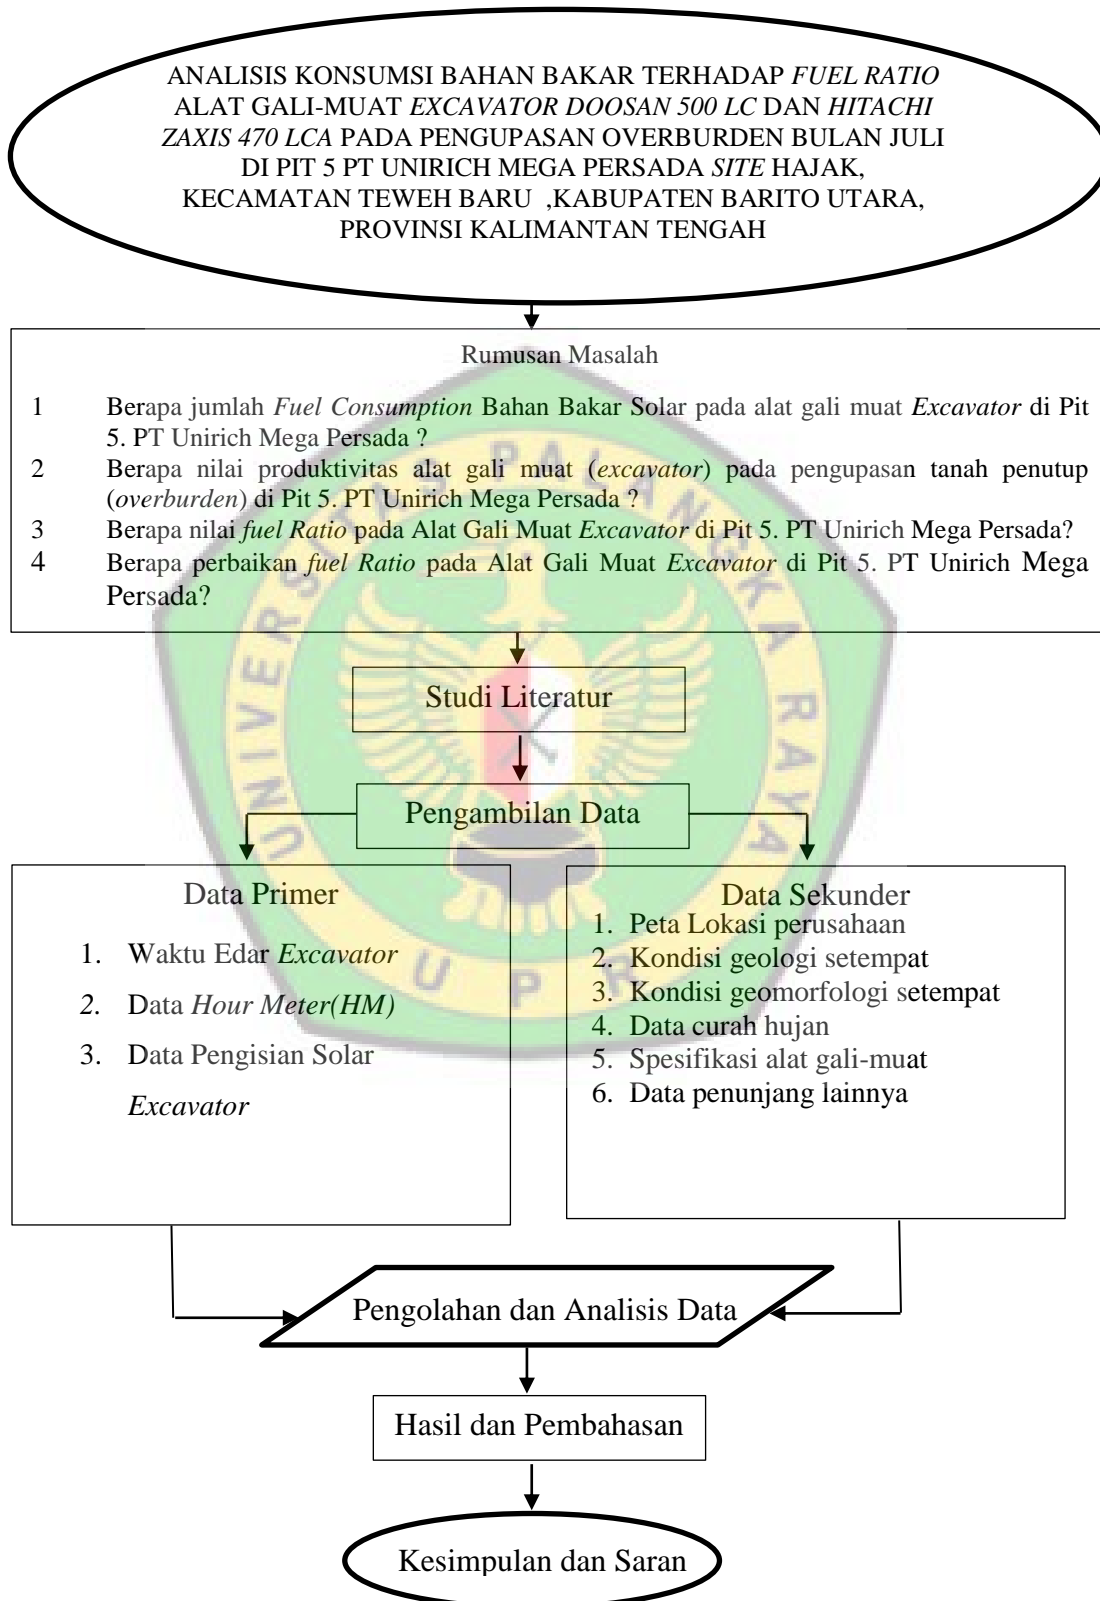 ANALISIS KONSUMSI BAHAN BAKAR TERHADAP FUEL RATIO
ALAT GALI-MUAT EXCAVATOR DOOSAN 500 LC DAN HITACHI
ZAXIS 470 LCA PADA PENGUPASAN OVERBURDEN BULAN JULI
DI PIT 5 PT UNIRICH MEGA PERSADA SITE HAJAK,
KECAMATAN TEWEH BARU ,KABUPATEN BARITO UTARA,
PROVINSI KALIMANTAN TENGAH
Rumusan Masalah
1 Berapa jumlah Fuel Consumption Bahan Bakar Solar pada alat gali muat Excavator di Pit
5. PT Unirich Mega Persada ?
2 Berapa nilai produktivitas alat gali muat (excavator) pada pengupasan tanah penutup
(overburden) di Pit 5. PT Unirich Mega Persada ?
3 Berapa nilai fuel Ratio pada Alat Gali Muat Excavator di Pit 5. PT Unirich Mega Persada?
4 Berapa perbaikan fuel Ratio pada Alat Gali Muat Excavator di Pit 5. PT Unirich Mega
Persada?
Studi Literatur
Pengambilan Data
Data Primer
1. Waktu Edar Excavator
2. Data Hour Meter(HM)
3. Data Pengisian Solar
Excavator
Data Sekunder
1. Peta Lokasi perusahaan
2. Kondisi geologi setempat
3. Kondisi geomorfologi setempat
4. Data curah hujan
5. Spesifikasi alat gali-muat
6. Data penunjang lainnya
Pengolahan dan Analisis Data
Hasil dan Pembahasan
Kesimpulan dan Saran
UNIVERSITAS PALANGKA RAYA
U P R